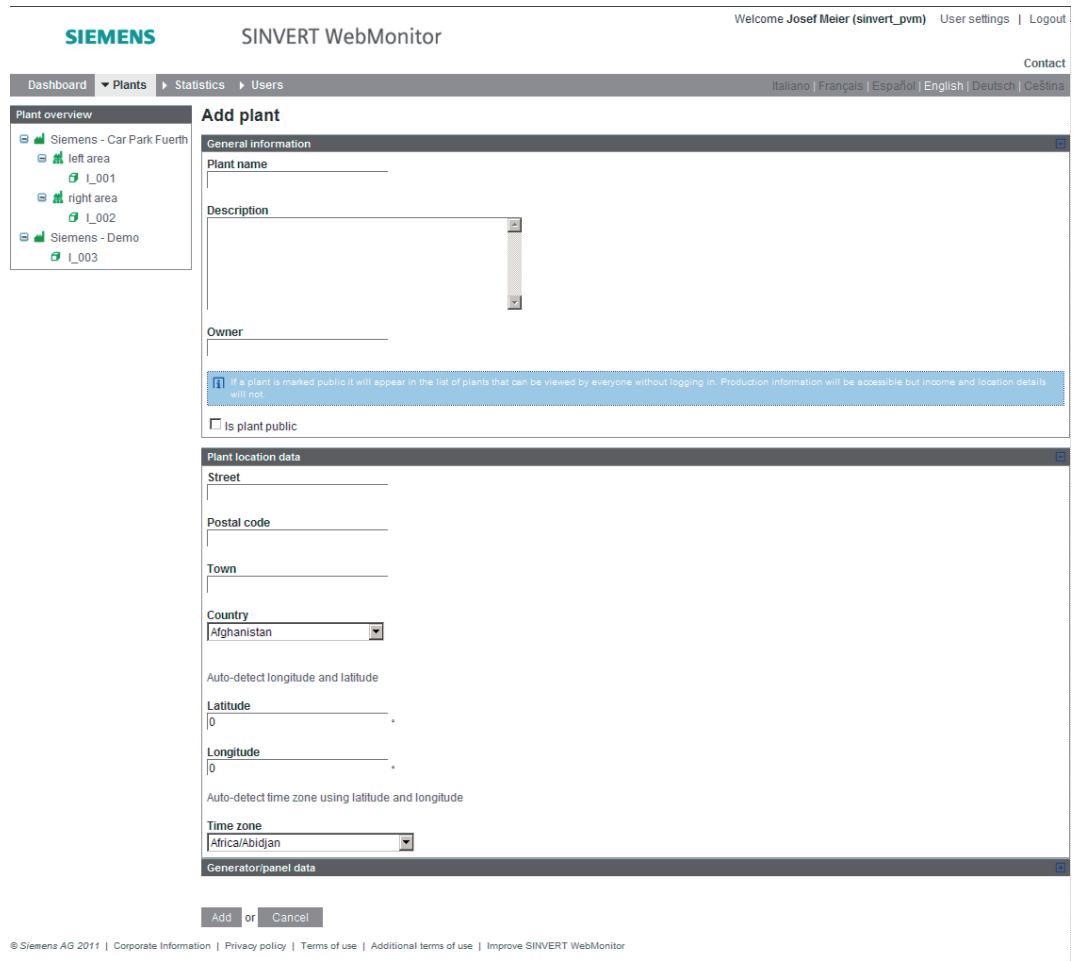 Welcome Josef Meier (sinvert_pvm) User settings | Logout
SIEMENS SINVERT WebMonitor
Contact
Dashboard Plants Statistics Users Italiano | Français | Español | English | Deutsch | Ceština
Plant overview
Siemens - Car Park Fuerth
left area
I_001
right area
I_002
Siemens - Demo
I_003
Add plant
General information
Plant name
Description
Owner
If a plant is marked public it will appear in the list of plants that can be viewed by everyone without logging in. Production information will be accessible but income and location details
will not.
Is plant public
Plant location data
Street
Postal code
Town
Country
Afghanistan
Auto-detect longitude and latitude
Latitude
0 °
Longitude
0 °
Auto-detect time zone using latitude and longitude
Time zone
Africa/Abidjan
Generator/panel data
Add or Cancel
© Siemens AG 2011 | Corporate Information | Privacy policy | Terms of use | Additional terms of use | Improve SINVERT WebMonitor